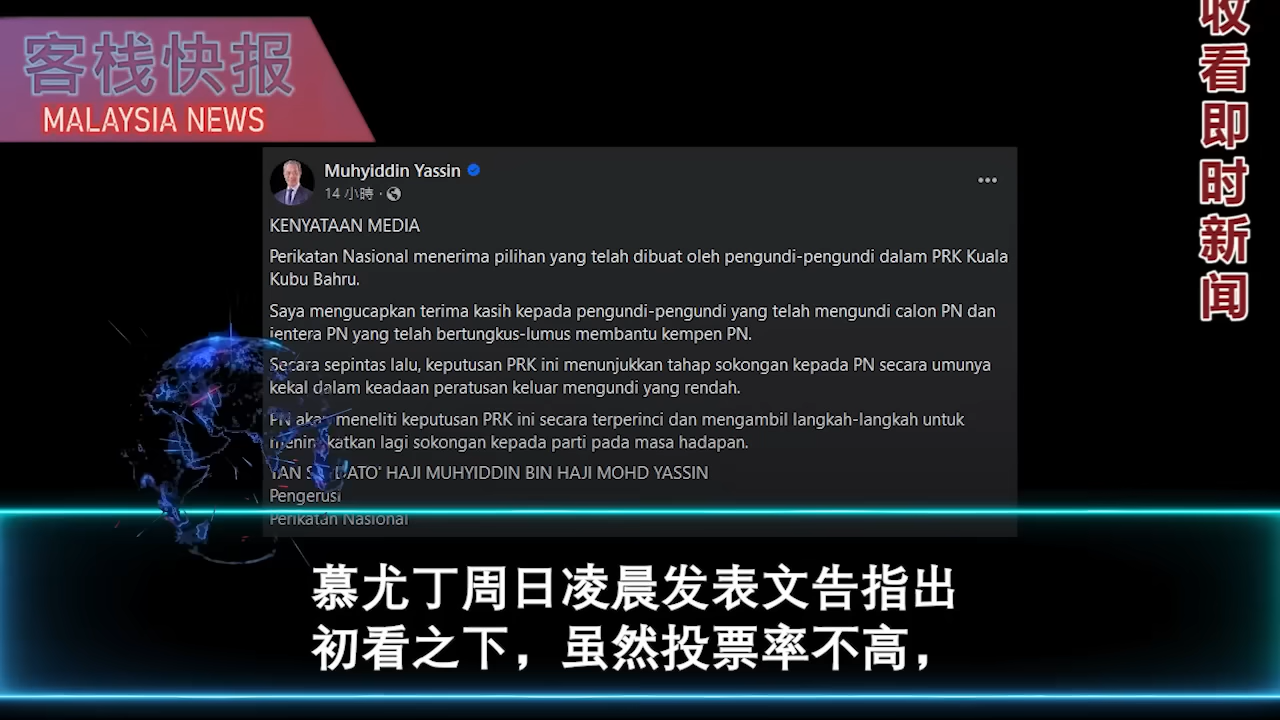 客栈快报
MALAYSIA NEWS
收看即时新闻
Muhyiddin Yassin
14 小時 ·
KENYATAAN MEDIA
Perikatan Nasional menerima pilihan yang telah dibuat oleh pengundi-pengundi dalam PRK Kuala
Kubu Bahru.
Saya mengucapkan terima kasih kepada pengundi-pengundi yang telah mengundi calon PN dan
jentera PN yang telah bertungkus-lumus membantu kempen PN.
Secara sepintas lalu, keputusan PRK ini menunjukkan tahap sokongan kepada PN secara umunya
kekal dalam keadaan peratusan keluar mengundi yang rendah.
PN akan meneliti keputusan PRK ini secara terperinci dan mengambil langkah-langkah untuk
meningkatkan lagi sokongan kepada parti pada masa hadapan.
TAN SRI DATO' HAJI MUHYIDDIN BIN HAJI MOHD YASSIN
Pengerusi
Perikatan Nasional
慕尤丁周日凌晨发表文告指出
初看之下，虽然投票率不高，